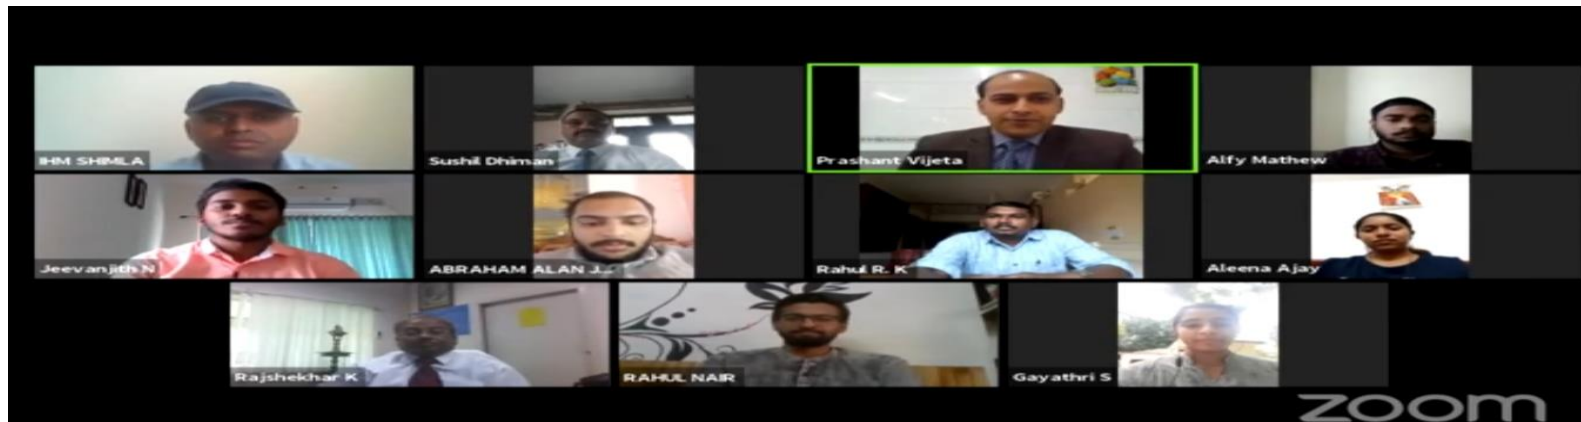 IHM SHIMLA
Sushil Dhiman
Prashant Vijeta
Alfy Mathew
Jeevanjith N
ABRAHAM ALAN J...
Rahul R. K
Aleena Ajay
Rajshekhar K
RAHUL NAIR
Gayathri S
zoom